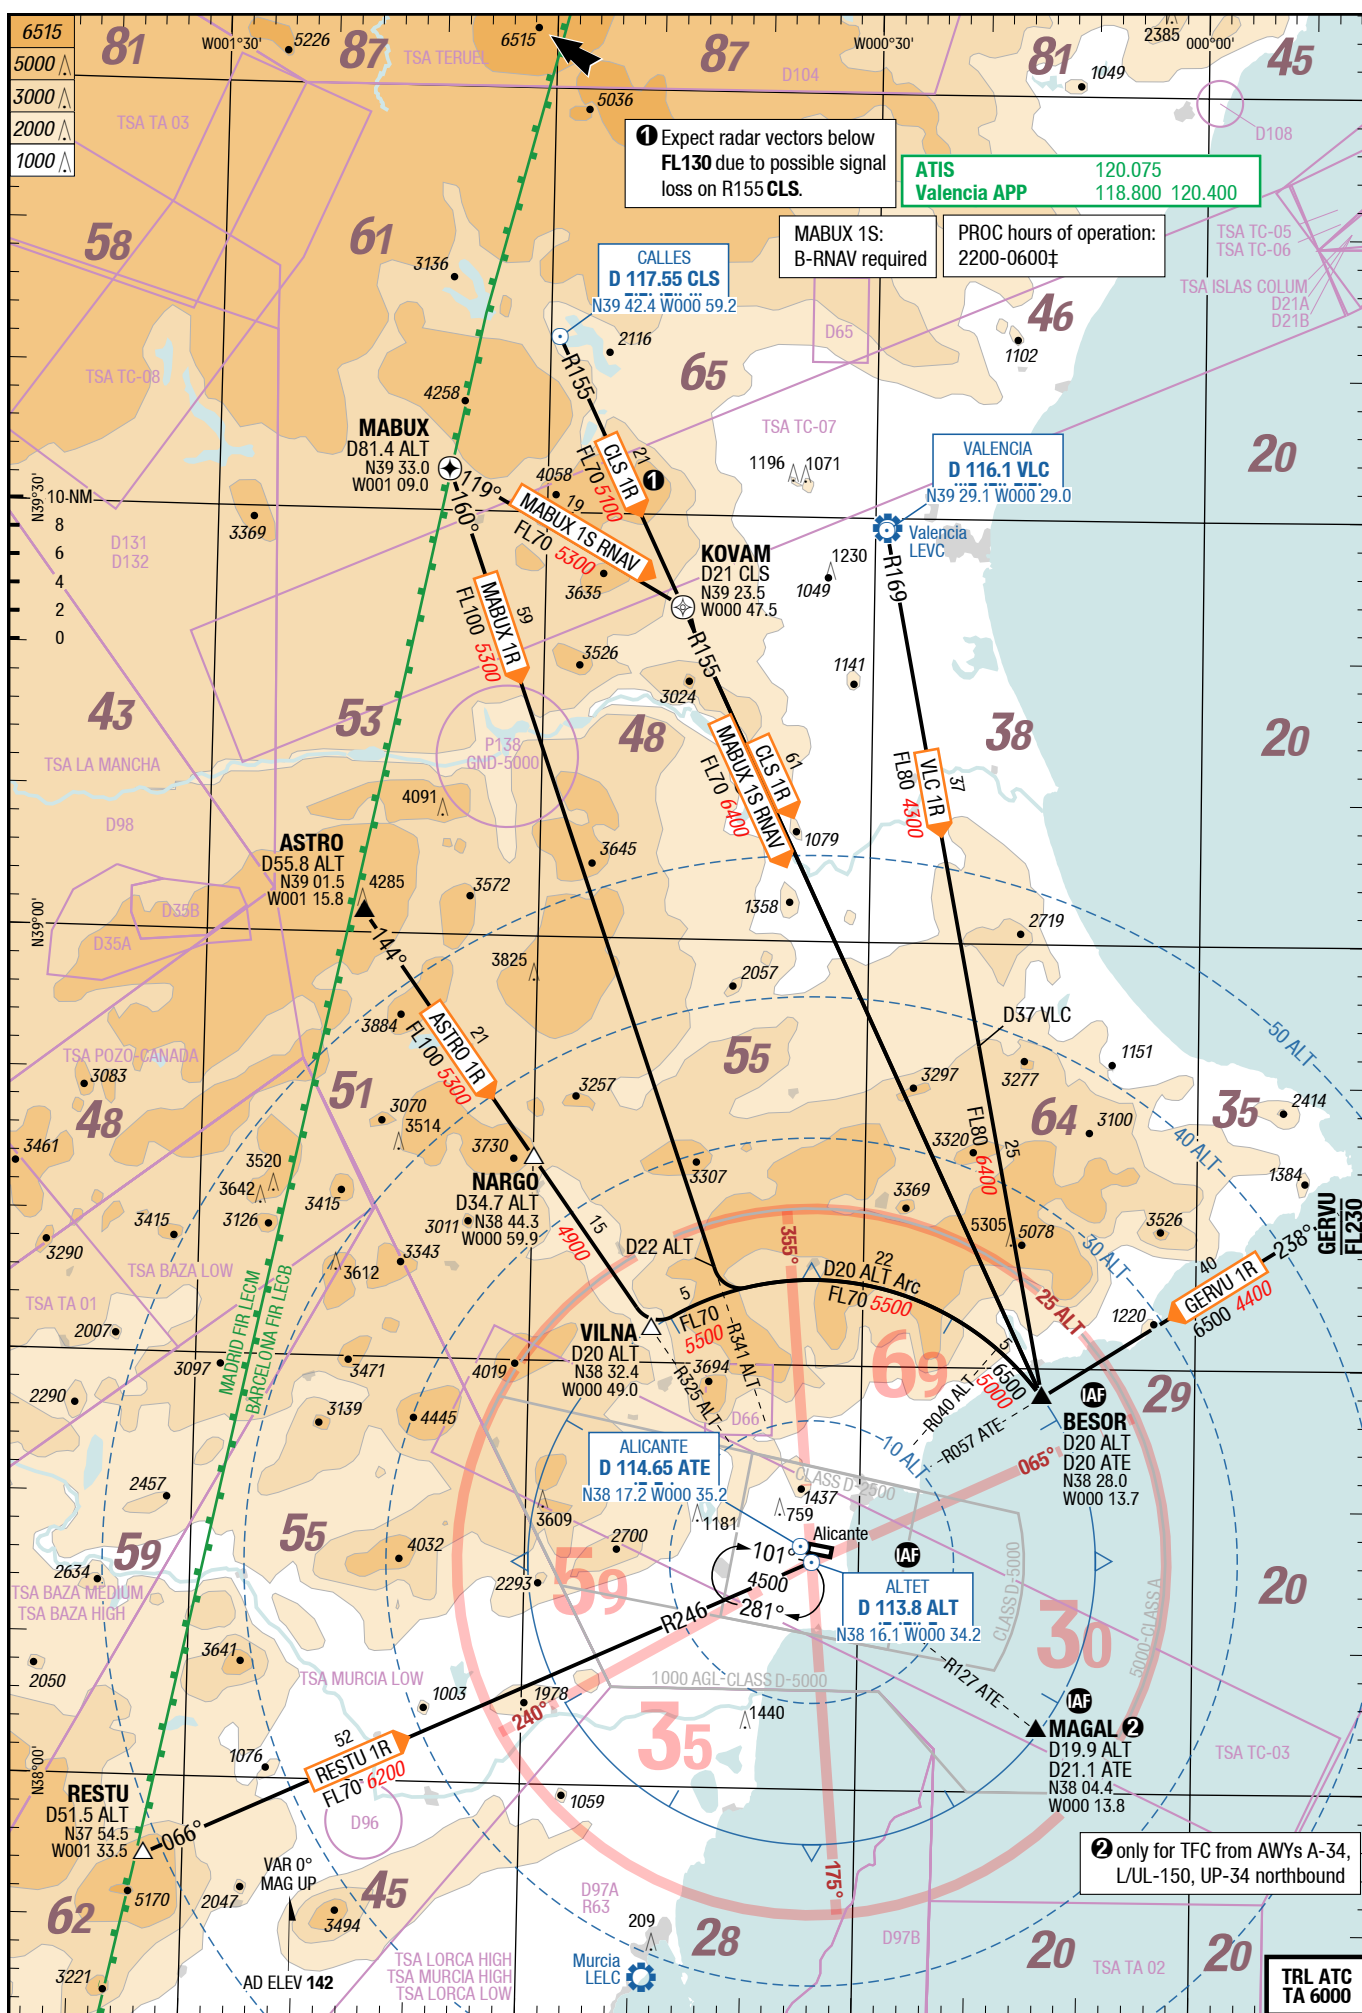 6515
5000
3000
2000
1000
81
W001°30'
5226
87
TSA TERUEL
6515
87
D104
W000°30'
81
2385
000°00'
45
1049
5036
D108
TSA TA 03
❶ Expect radar vectors below
FL130 due to possible signal
loss on R155 CLS.
ATIS 120.075
Valencia APP 118.800 120.400
58
61
MABUX 1S:
B-RNAV required
PROC hours of operation:
2200-0600‡
TSA TC-05
TSA TC-06
3136
CALLES
D 117.55 CLS
N39 42.4 W000 59.2
TSA ISLAS COLUM
D21A
D21B
46
D65
1102
2116
R155
65
TSA TC-08
4258
MABUX
D81.4 ALT
N39 33.0
W001 09.0
TSA TC-07
VALENCIA
D 116.1 VLC
N39 29.1 W000 29.0
20
21
CLS 1R
FL70 5100
❶
1196
1071
119°
4058
19
MABUX 1S RNAV
FL70 5300
160°
N39°30'
10-NM
8
6
4
2
0
3369
D131
D132
Valencia
LEVC
KOVAM
D21 CLS
N39 23.5
W000 47.5
1230
1049
R169
3635
59
MABUX 1R
FL100 5300
R155
3526
3024
1141
43
53
48
38
20
P138
GND-5000
TSA LA MANCHA
61
CLS 1R
MABUX 1S RNAV
FL70 6400
37
VLC 1R
FL80 4300
4091
D98
1079
ASTRO
D55.8 ALT
N39 01.5
W001 15.8
4285
3645
3572
1358
D35B
D35A
N39°00'
144°
2719
3825
2057
D37 VLC
50 ALT
3884
21
ASTRO 1R
FL100 5300
TSA POZO-CANADA
3083
48
51
55
3277
1151
3297
3257
3070
3514
64
3100
35
2414
3461
3730
3320
FL80 6400
25
40 ALT
3520
3642
3415
NARGO
D34.7 ALT
N38 44.3
W000 59.9
3307
1384
3415
3126
3011
3369
3290
15
4900
355°
5305
5078
3526
GERVU
FL230
238°
3343
3612
D22 ALT
30 ALT
TSA BAZA LOW
22
D20 ALT Arc
FL70 5500
40
GERVU 1R
6500 4400
TSA TA 01
2007
5
FL70
5500
25 ALT
1220
MADRID FIR LECM
BARCELONA FIR LECB
VILNA
D20 ALT
N38 32.4
W000 49.0
R341 ALT
5
6500
5000
3097
3471
4019
3694
69
R325 ALT
R040 ALT
29
2290
3139
4445
D66
IAF
BESOR
D20 ALT
D20 ATE
N38 28.0
W000 13.7
R057 ATE
ALICANTE
D 114.65 ATE
N38 17.2 W000 35.2
10 ALT
065°
CLASS D-2500
2457
3609
1437
759
1181
59
55
4032
2700
Alicante
101°
4500
281°
IAF
2634
TSA BAZA MEDIUM
TSA BAZA HIGH
2293
59
ALTET
D 113.8 ALT
N38 16.1 W000 34.2
CLASS D-5000
5000-CLASS A
20
R246
30
3641
2050
TSA MURCIA LOW
1000 AGL-CLASS D-5000
R127 ATE
1003
1978
240°
1440
35
IAF
MAGAL ❷
D19.9 ALT
D21.1 ATE
N38 04.4
W000 13.8
TSA TC-03
52
RESTU 1R
FL70 6200
1076
N38°00'
RESTU
D51.5 ALT
N37 54.5
W001 33.5
066°
1059
D96
❷ only for TFC from AWYs A-34,
L/UL-150, UP-34 northbound
VAR 0°
MAG UP
175°
5170
2047
45
D97A
R63
62
3494
209
28
D97B
20
TSA TA 02
20
3221
AD ELEV 142
TSA LORCA HIGH
TSA MURCIA HIGH
TSA LORCA LOW
Murcia
LELC
TRL ATC
TA 6000